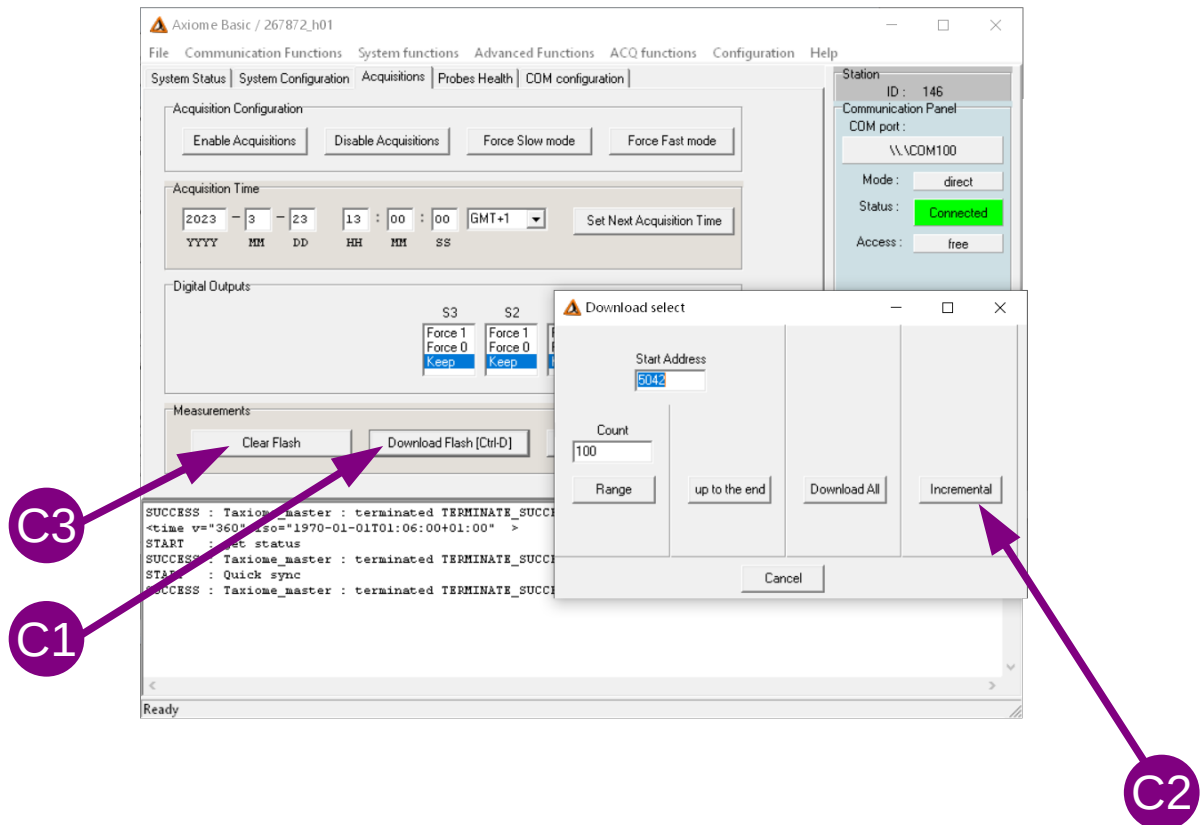 Axiome Basic / 267872_h01
File Communication Functions System functions Advanced Functions ACQ functions Configuration Help
System Status System Configuration Acquisitions Probes Health COM configuration
Acquisition Configuration
Enable Acquisitions Disable Acquisitions Force Slow mode Force Fast mode
Acquisition Time
2023 - 3 - 23 13 : 00 : 00 GMT+1 Set Next Acquisition Time
YYYY MM DD HH MM SS
Digital Outputs
S3 S2
Force 1 Force 1
Force 0 Force 0
Keep Keep
Measurements
Clear Flash Download Flash [Ctrl-D]
Station
ID : 146
Communication Panel
COM port :
\\.\COM100
Mode : direct
Status : Connected
Access : free
Download select
Start Address
5042
Count
100
Range up to the end Download All Incremental
Cancel
SUCCESS : Taxiome_master : terminated TERMINATE_SUCCE
<time v="360" iso="1970-01-01T01:06:00+01:00" >
START : get status
SUCCESS : Taxiome_master : terminated TERMINATE_SUCCE
START : Quick sync
SUCCESS : Taxiome_master : terminated TERMINATE_SUCCE
Ready
C3
C1
C2